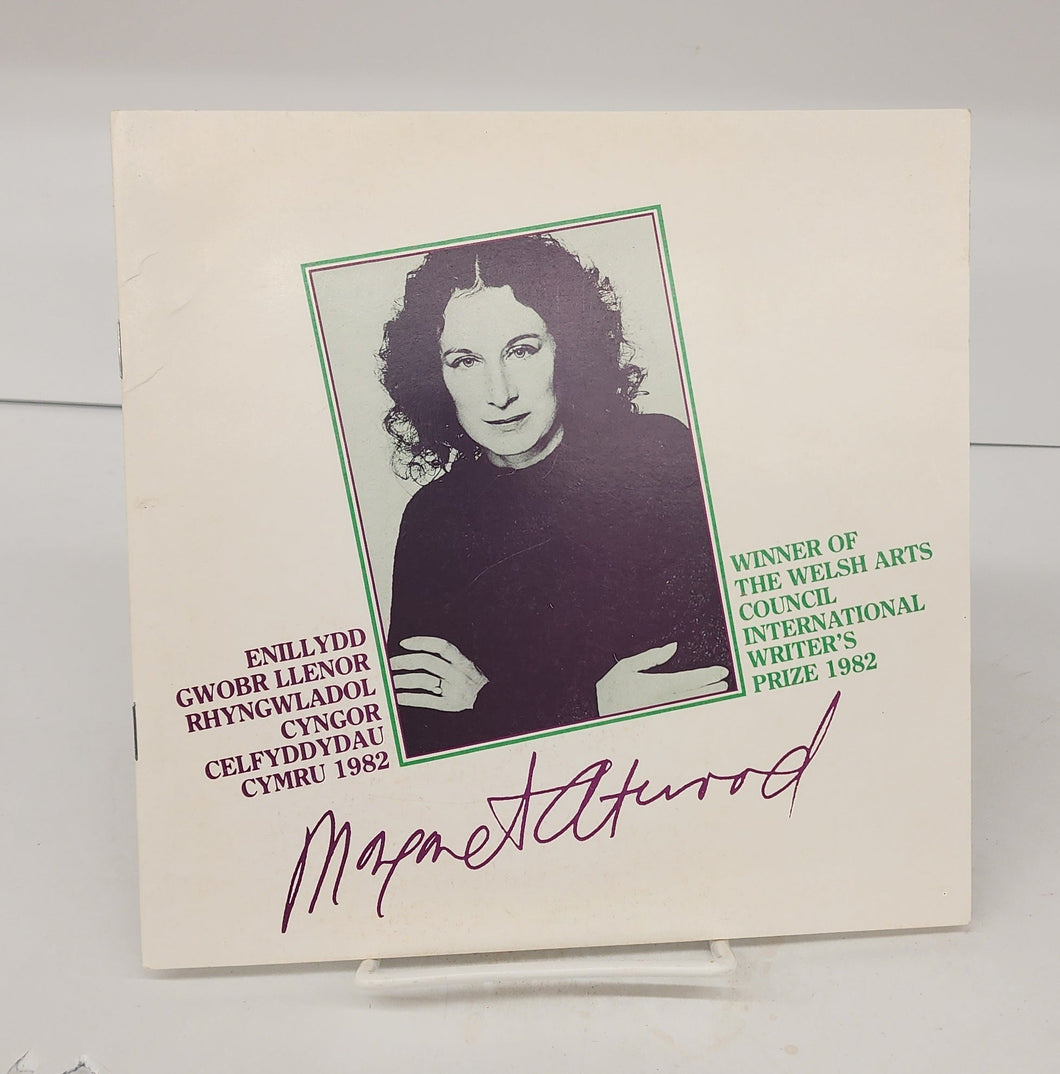 ENILLYDD
GWOBR LLENOR
RHYNGWLADOL
CYNGOR
CELFYDDYDAU
CYMRU 1982
WINNER OF
THE WELSH ARTS
COUNCIL
INTERNATIONAL
WRITER'S
PRIZE 1982
Margaret Atwood